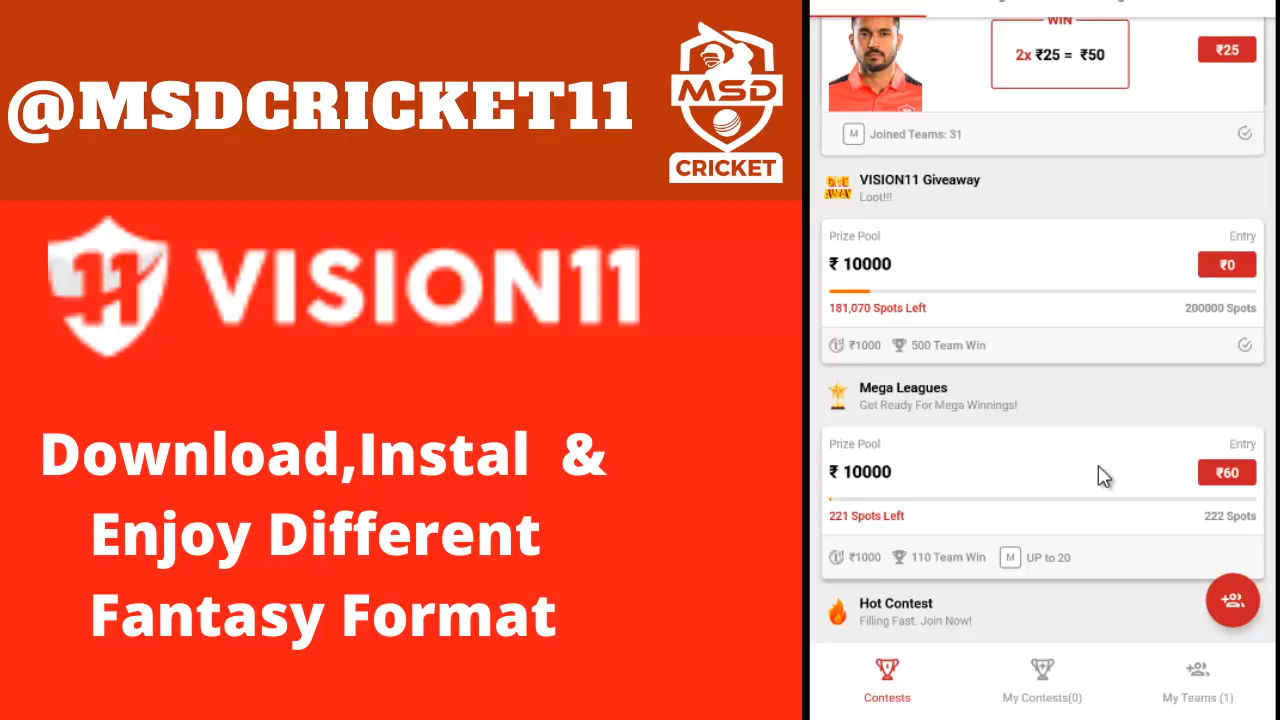 @MSDCRICKET11
MSD
CRICKET
11 VISION11
Download,Instal &
Enjoy Different
Fantasy Format
WIN
2x ₹25 = ₹50
₹25
M Joined Teams: 31
VISION11 Giveaway
Loot!!!
Prize Pool Entry
₹ 10000 ₹0
181,070 Spots Left 200000 Spots
₹1000 500 Team Win
Mega Leagues
Get Ready For Mega Winnings!
Prize Pool Entry
₹ 10000 ₹60
221 Spots Left 222 Spots
₹1000 110 Team Win M UP to 20
Hot Contest
Filling Fast. Join Now!
Contests My Contests(0) My Teams (1)